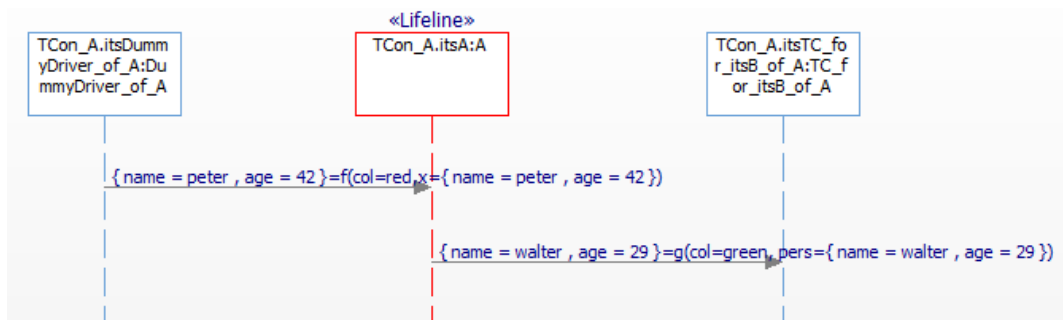 «Lifeline»
TCon_A.itsDumm
yDriver_of_A:Du
mmyDriver_of_A
TCon_A.itsA:A
TCon_A.itsTC_fo
r_itsB_of_A:TC_f
or_itsB_of_A
{ name = peter , age = 42 }=f(col=red,x={ name = peter , age = 42 })
{ name = walter , age = 29 }=g(col=green, pers={ name = walter , age = 29 })